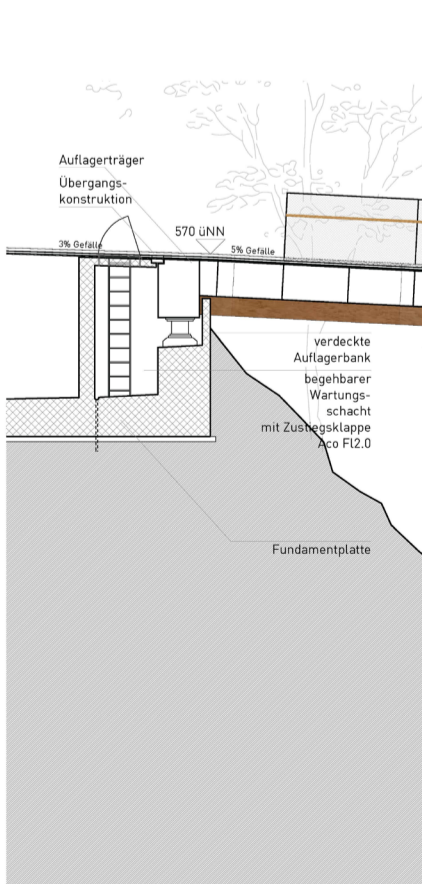 Auflagerträger
Übergangs-
konstruktion
570 üNN
3% Gefälle
5% Gefälle
verdeckte
Auflagerbank
begehbarer
Wartungs-
schacht
mit Zustiegsklappe
Aco FL2.0
Fundamentplatte